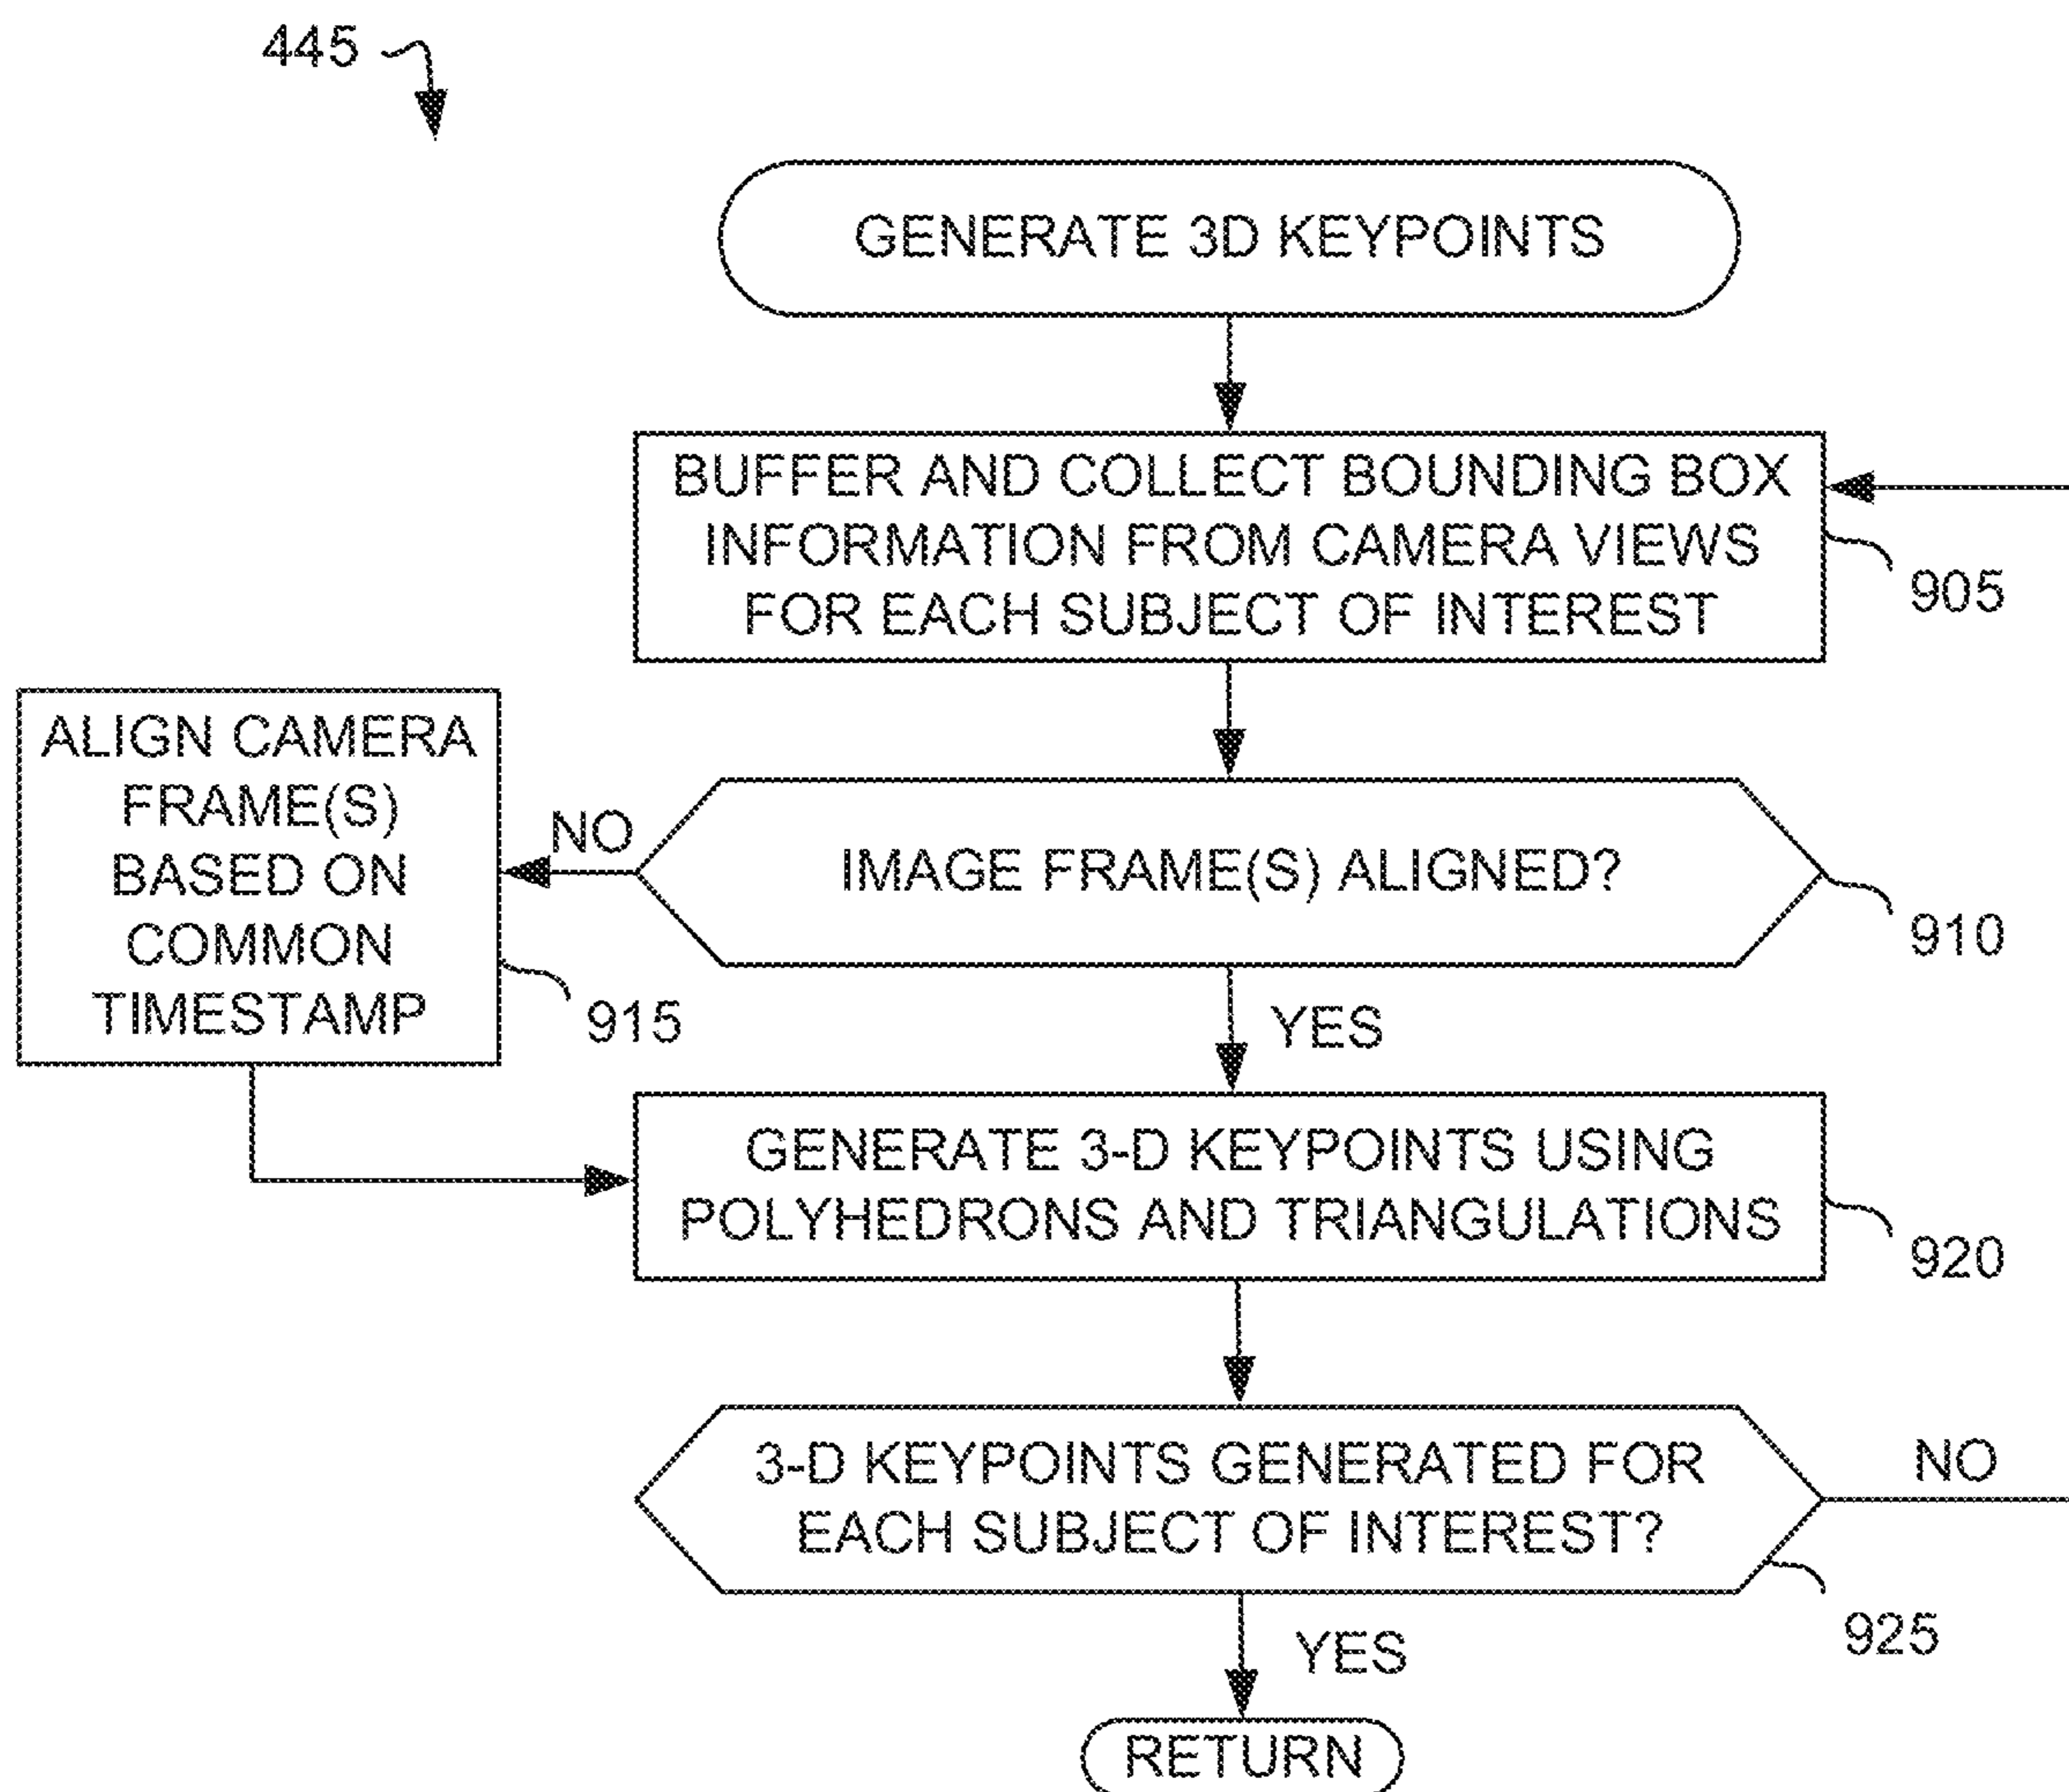 445
GENERATE 3D KEYPOINTS
BUFFER AND COLLECT BOUNDING BOX
INFORMATION FROM CAMERA VIEWS
FOR EACH SUBJECT OF INTEREST
905
ALIGN CAMERA
FRAME(S)
BASED ON
COMMON
TIMESTAMP
915
NO
IMAGE FRAME(S) ALIGNED?
910
YES
GENERATE 3-D KEYPOINTS USING
POLYHEDRONS AND TRIANGULATIONS
920
3-D KEYPOINTS GENERATED FOR
EACH SUBJECT OF INTEREST?
NO
925
YES
RETURN